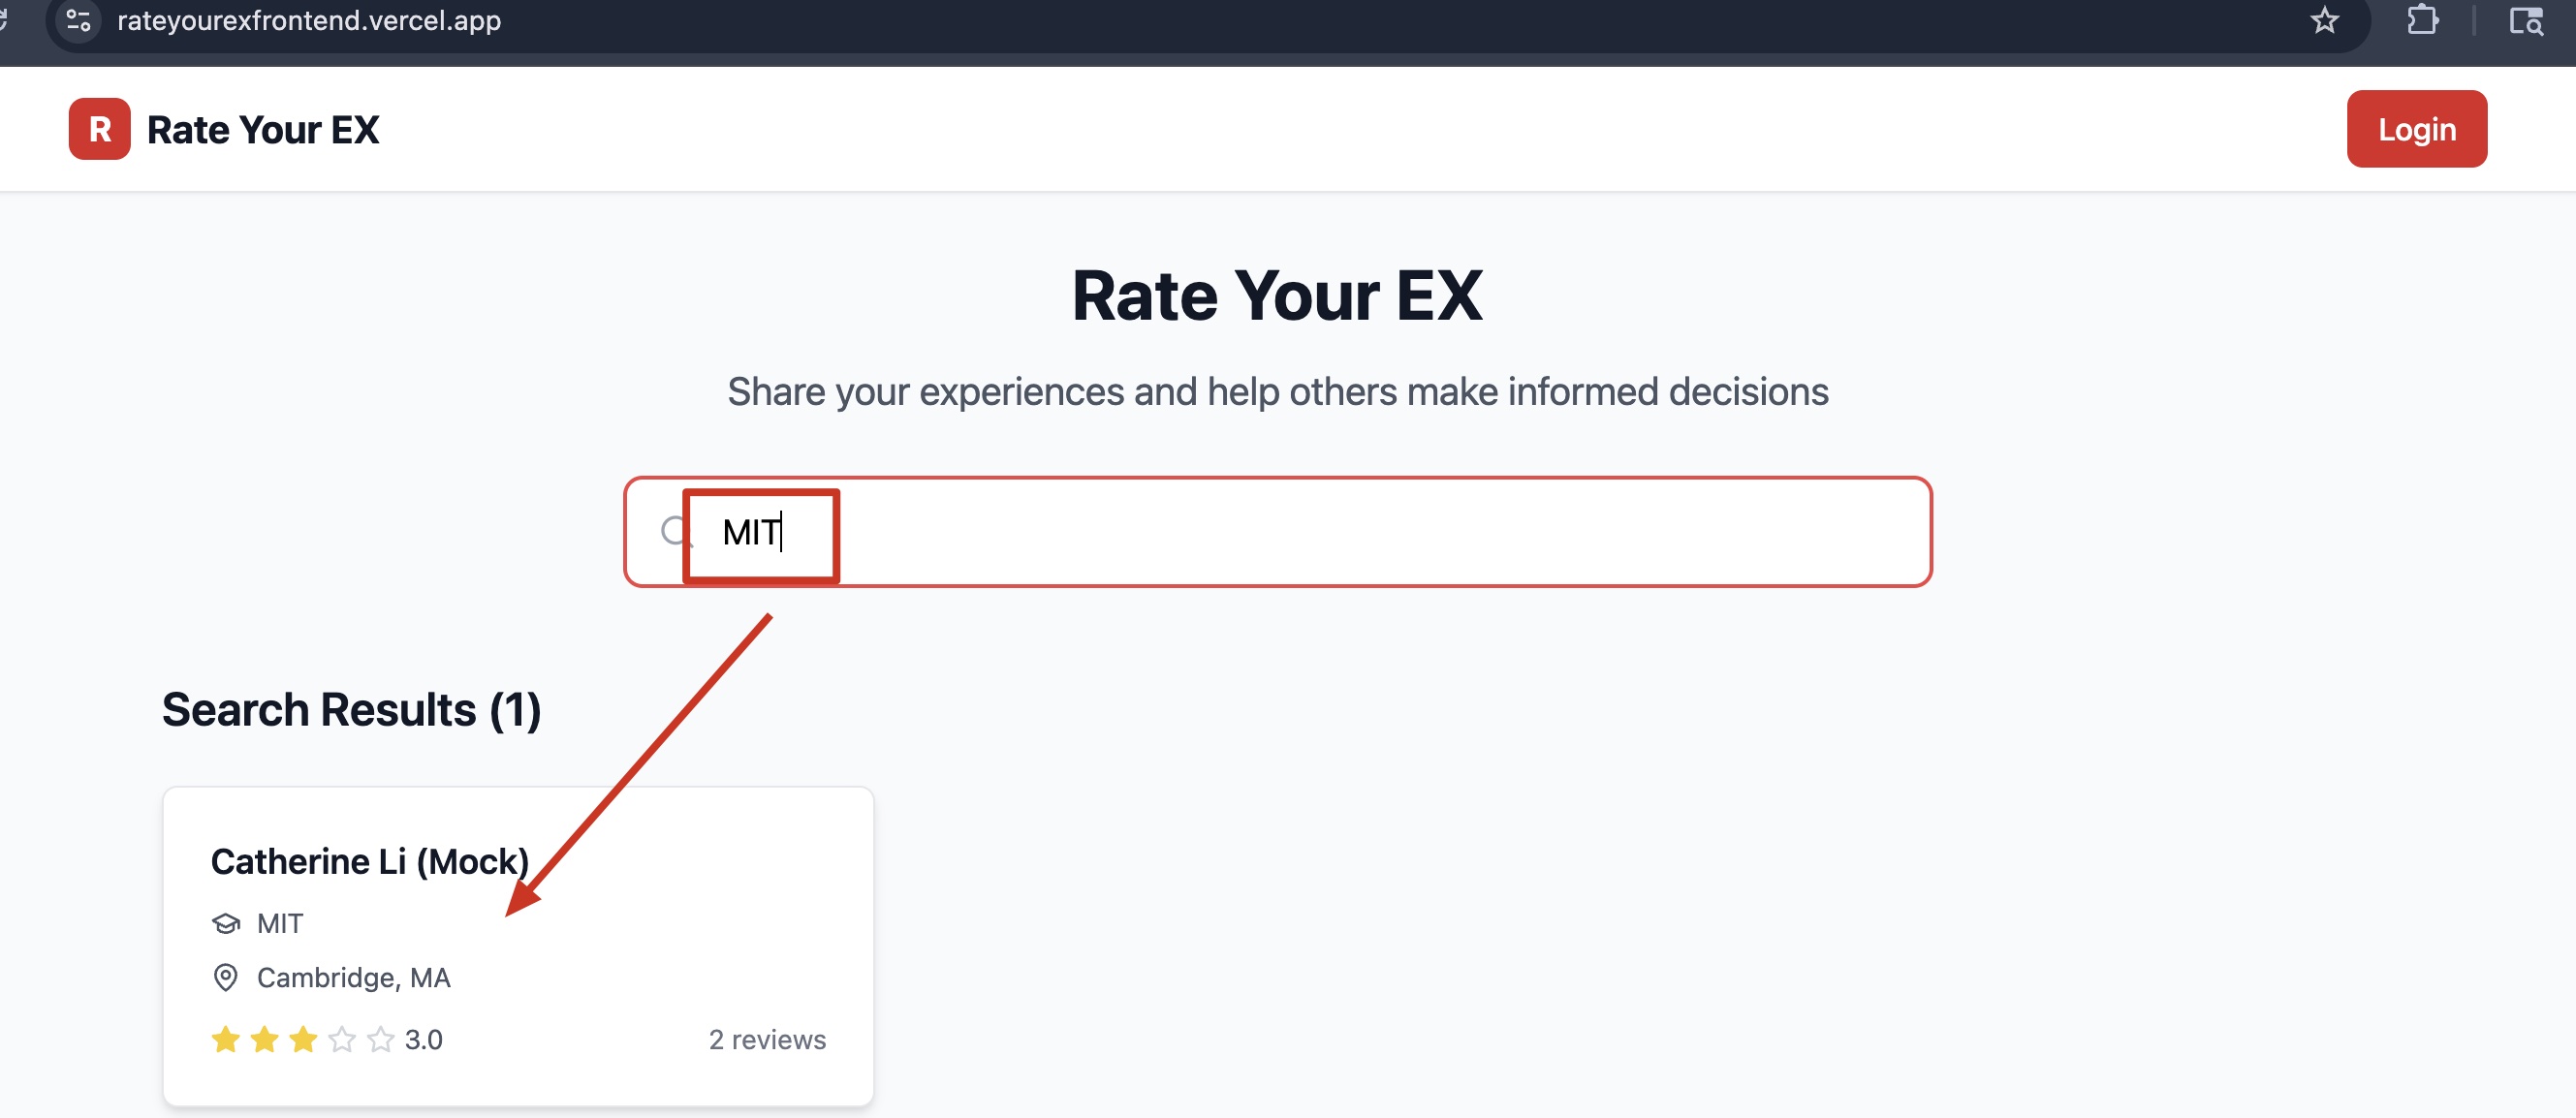 rateyourexfrontend.vercel.app
R Rate Your EX
Login
Rate Your EX
Share your experiences and help others make informed decisions
MIT
Search Results (1)
Catherine Li (Mock)
MIT
Cambridge, MA
3.0
2 reviews